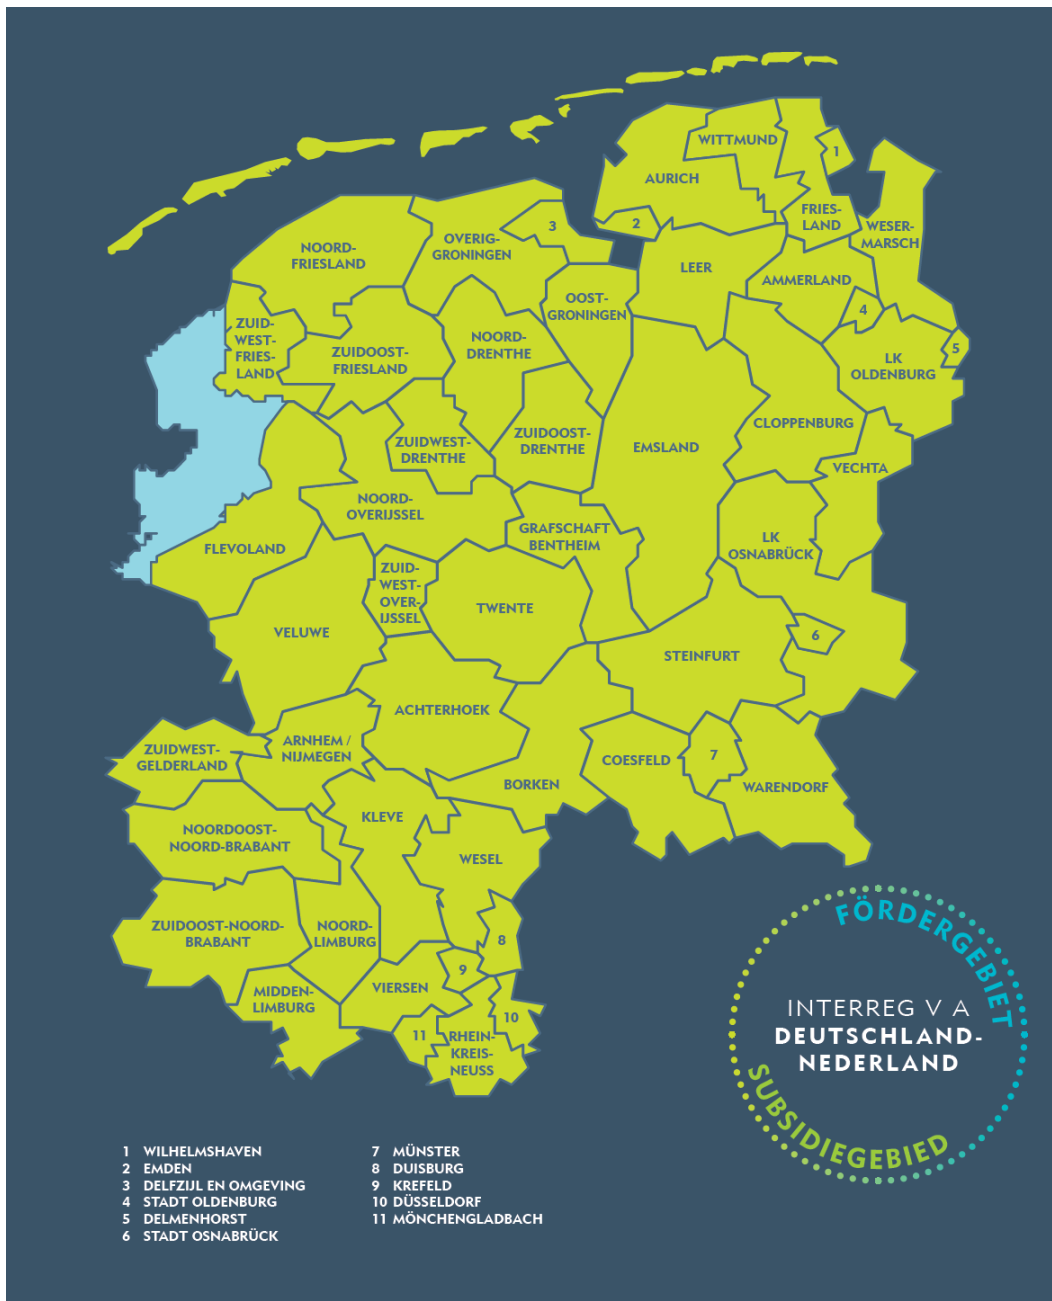 WITTMUND
1
AURICH
FRIES-
LAND
2
3
WESER-
MARSCH
NOORD-
FRIESLAND
OVERIG-
GRONINGEN
LEER
AMMERLAND
OOST-
GRONINGEN
4
ZUID-
WEST-
FRIES-
LAND
ZUIDOOST-
FRIESLAND
NOORD-
DRENTHE
LK
OLDENBURG
5
ZUIDWEST-
DRENTHE
ZUIDOOST-
DRENTHE
EMSLAND
CLOPPENBURG
VECHTA
NOORD-
OVERIJSSEL
GRAFSCHAFT
BENTHEIM
LK
OSNABRÜCK
FLEVOLAND
ZUID-
WEST-
OVER-
IJSSEL
TWENTE
VELUWE
6
STEINFURT
ACHTERHOEK
ZUIDWEST-
GELDERLAND
ARNHEM /
NIJMEGEN
COESFELD
7
BORKEN
WARENDORF
NOORDOOST-
NOORD-BRABANT
KLEVE
WESEL
ZUIDOOST-NOORD-
BRABANT
NOORD-
LIMBURG
8
9
MIDDEN-
LIMBURG
VIERSEN
10
11
RHEIN-
KREIS-
NEUSS
FÖRDERGEBIET
INTERREG V A
DEUTSCHLAND-
NEDERLAND
SUBSIDIEGEBIED
1 WILHELMSHAVEN
2 EMDEN
3 DELFZIJL EN OMGEVING
4 STADT OLDENBURG
5 DELMENHORST
6 STADT OSNABRÜCK
7 MÜNSTER
8 DUISBURG
9 KREFELD
10 DÜSSELDORF
11 MÖNCHENGLADBACH